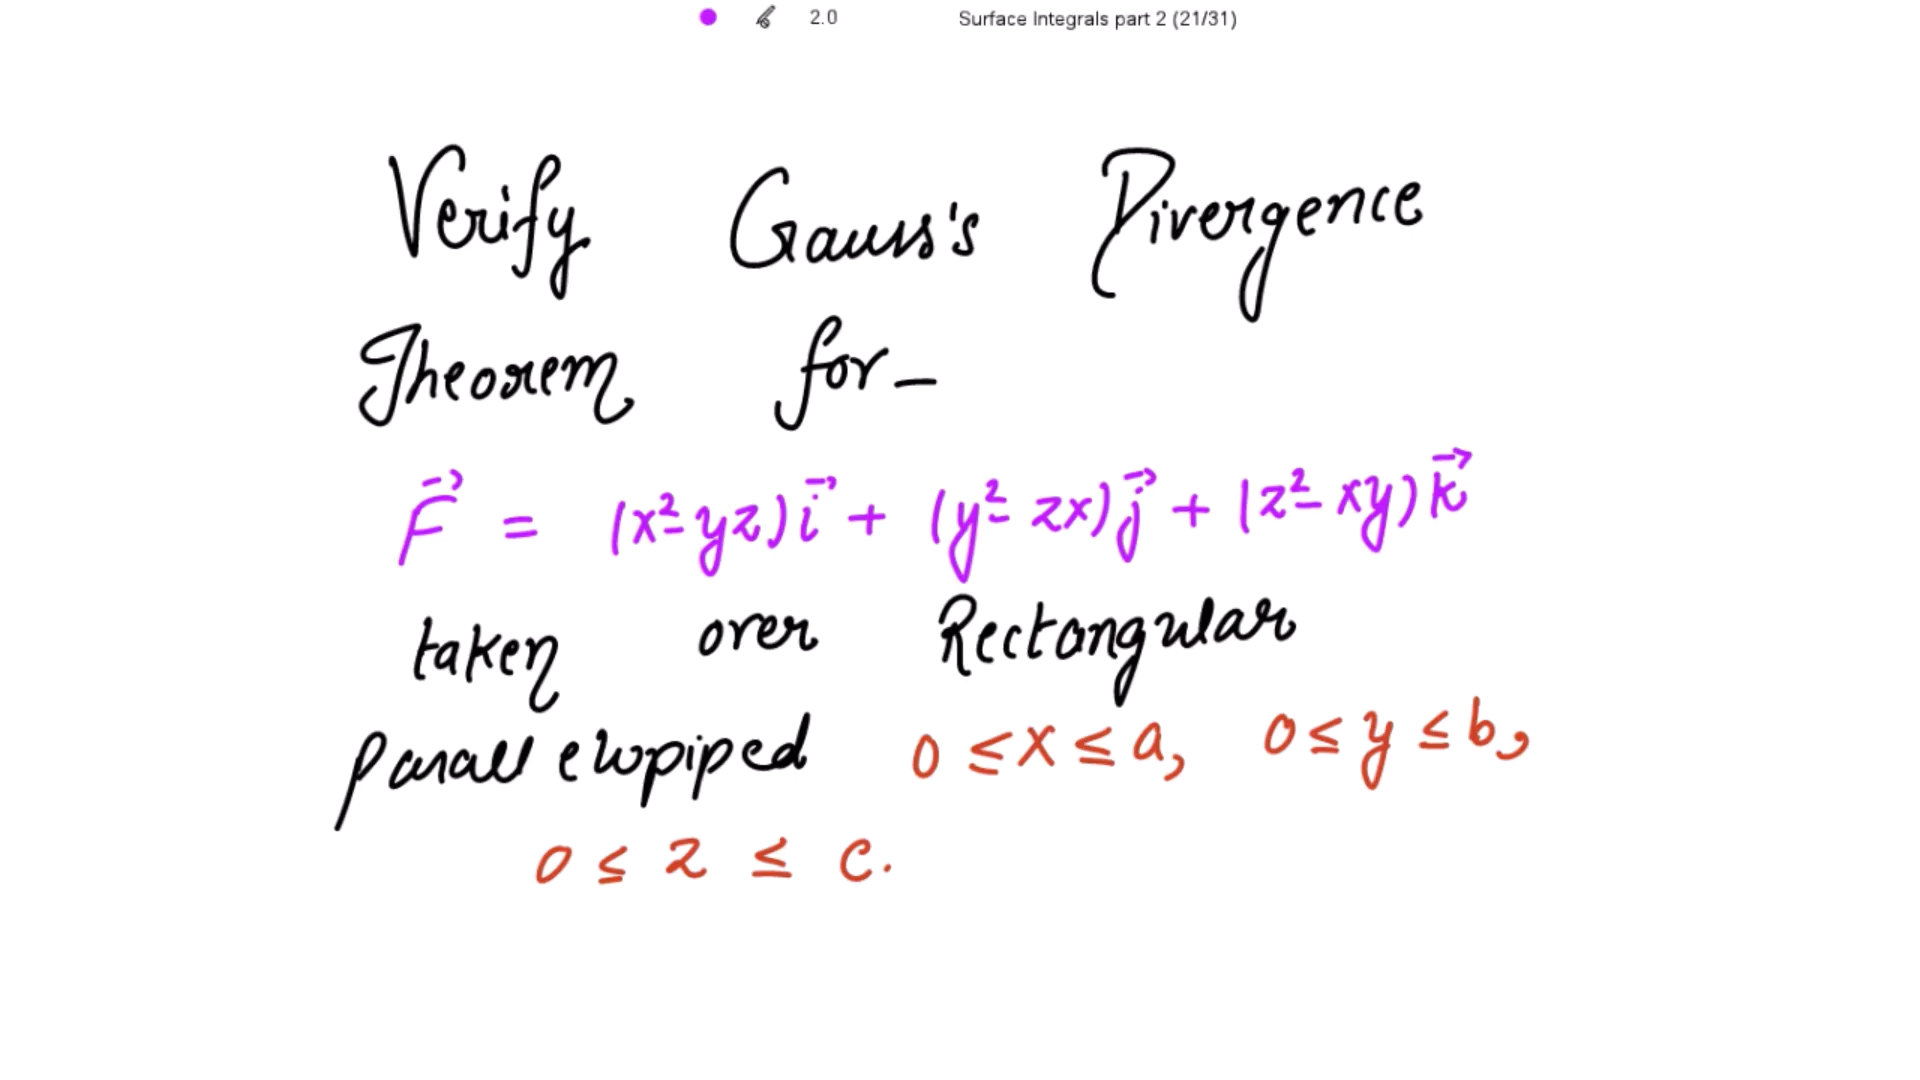 2.0 Surface Integrals part 2 (21/31)
Verify Gauss's Divergence
Theorem for-
F⃗ = (x²-yz)i⃗ + (y²-zx)j⃗ + (z²-xy)k⃗
taken over Rectangular
Parallelopiped 0 ≤ x ≤ a, 0 ≤ y ≤ b,
0 ≤ z ≤ c.